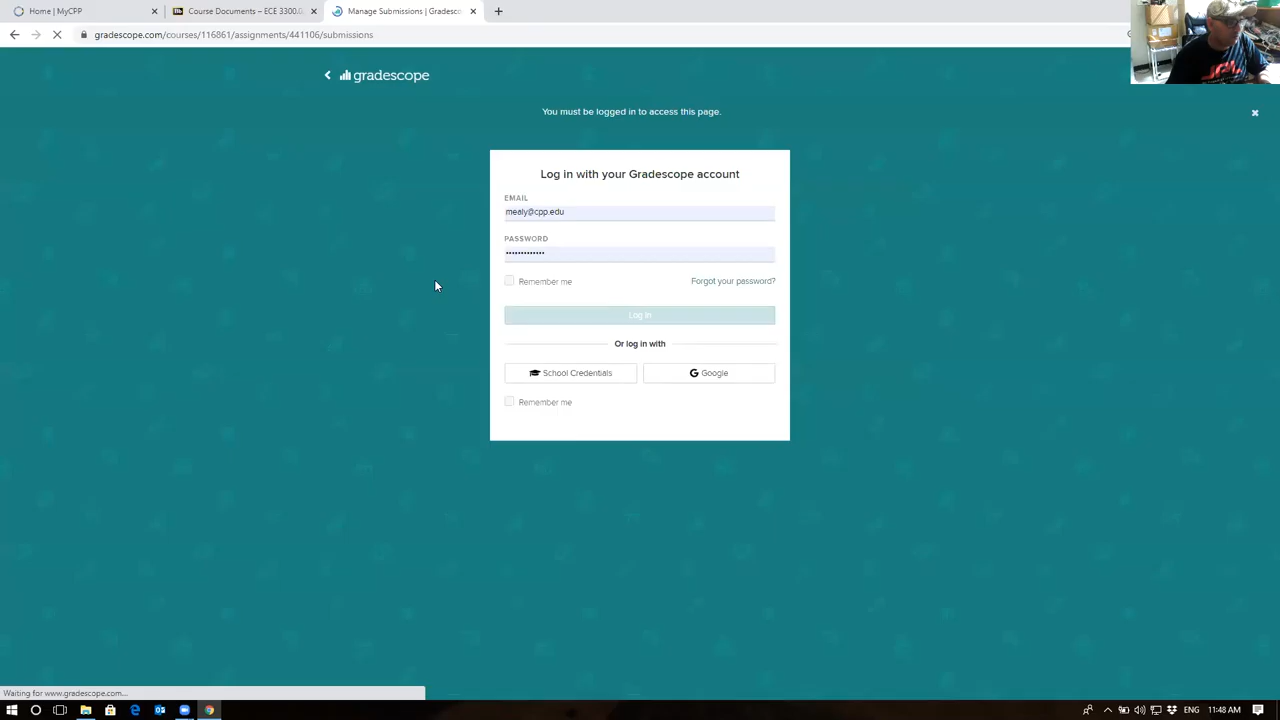 Home | MyCPP
Course Documents – ECE 3300.0
Manage Submissions | Gradesco
gradescope.com/courses/116861/assignments/441106/submissions
gradescope
You must be logged in to access this page.
Log in with your Gradescope account
EMAIL
mealy@cpp.edu
PASSWORD
•••••••••••••
Remember me
Forgot your password?
Log In
Or log in with
School Credentials
Google
Remember me
Waiting for www.gradescope.com...
ENG
11:48 AM